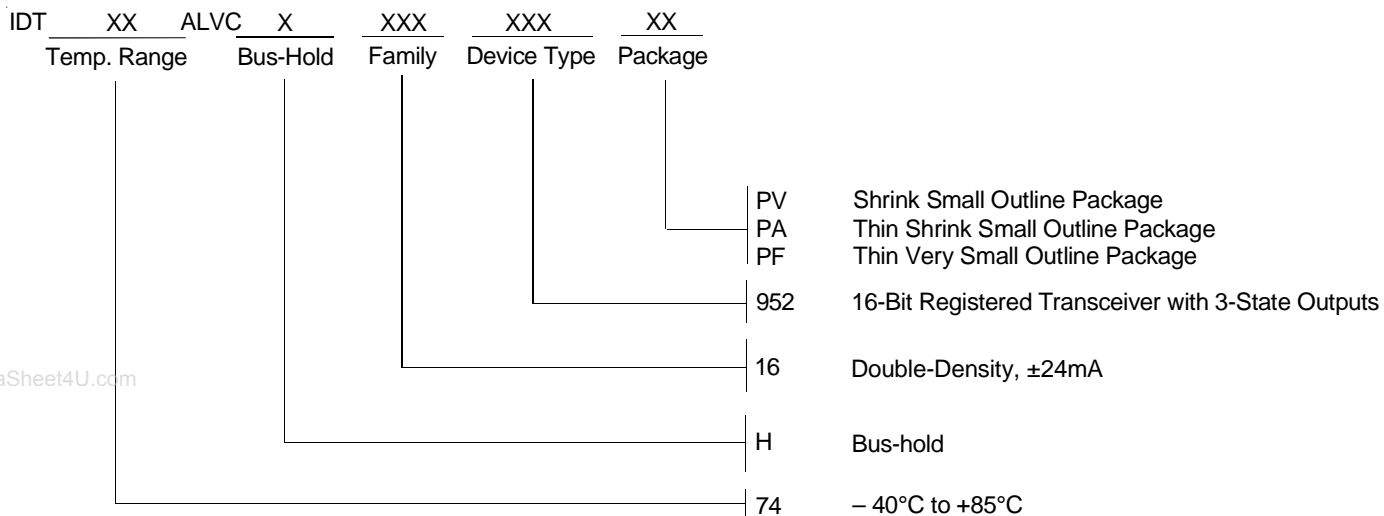 IDT XX ALVC X XXX XXX XX
Temp. Range Bus-Hold Family Device Type Package
PV Shrink Small Outline Package
PA Thin Shrink Small Outline Package
PF Thin Very Small Outline Package
952 16-Bit Registered Transceiver with 3-State Outputs
16 Double-Density, ±24mA
aSheet4U.com
H Bus-hold
74 – 40°C to +85°C